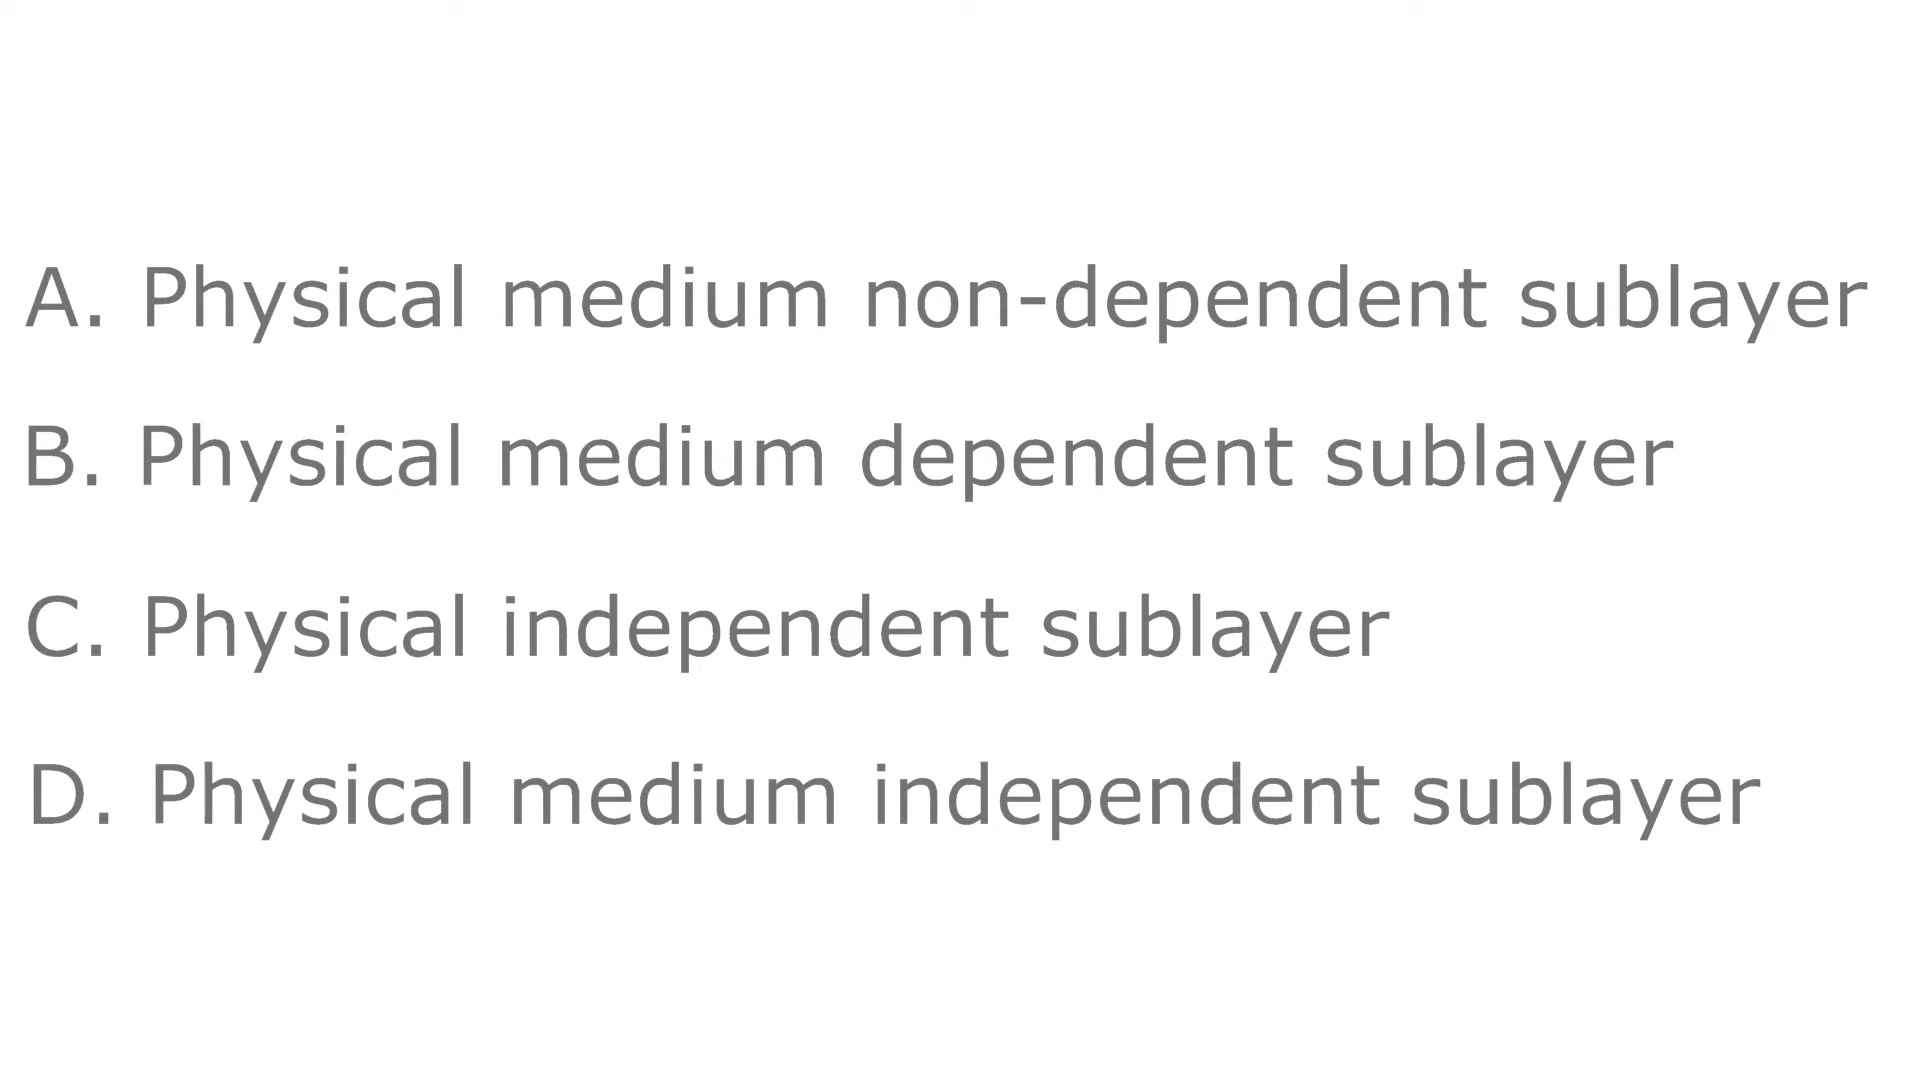 A. Physical medium non-dependent sublayer
B. Physical medium dependent sublayer
C. Physical independent sublayer
D. Physical medium independent sublayer